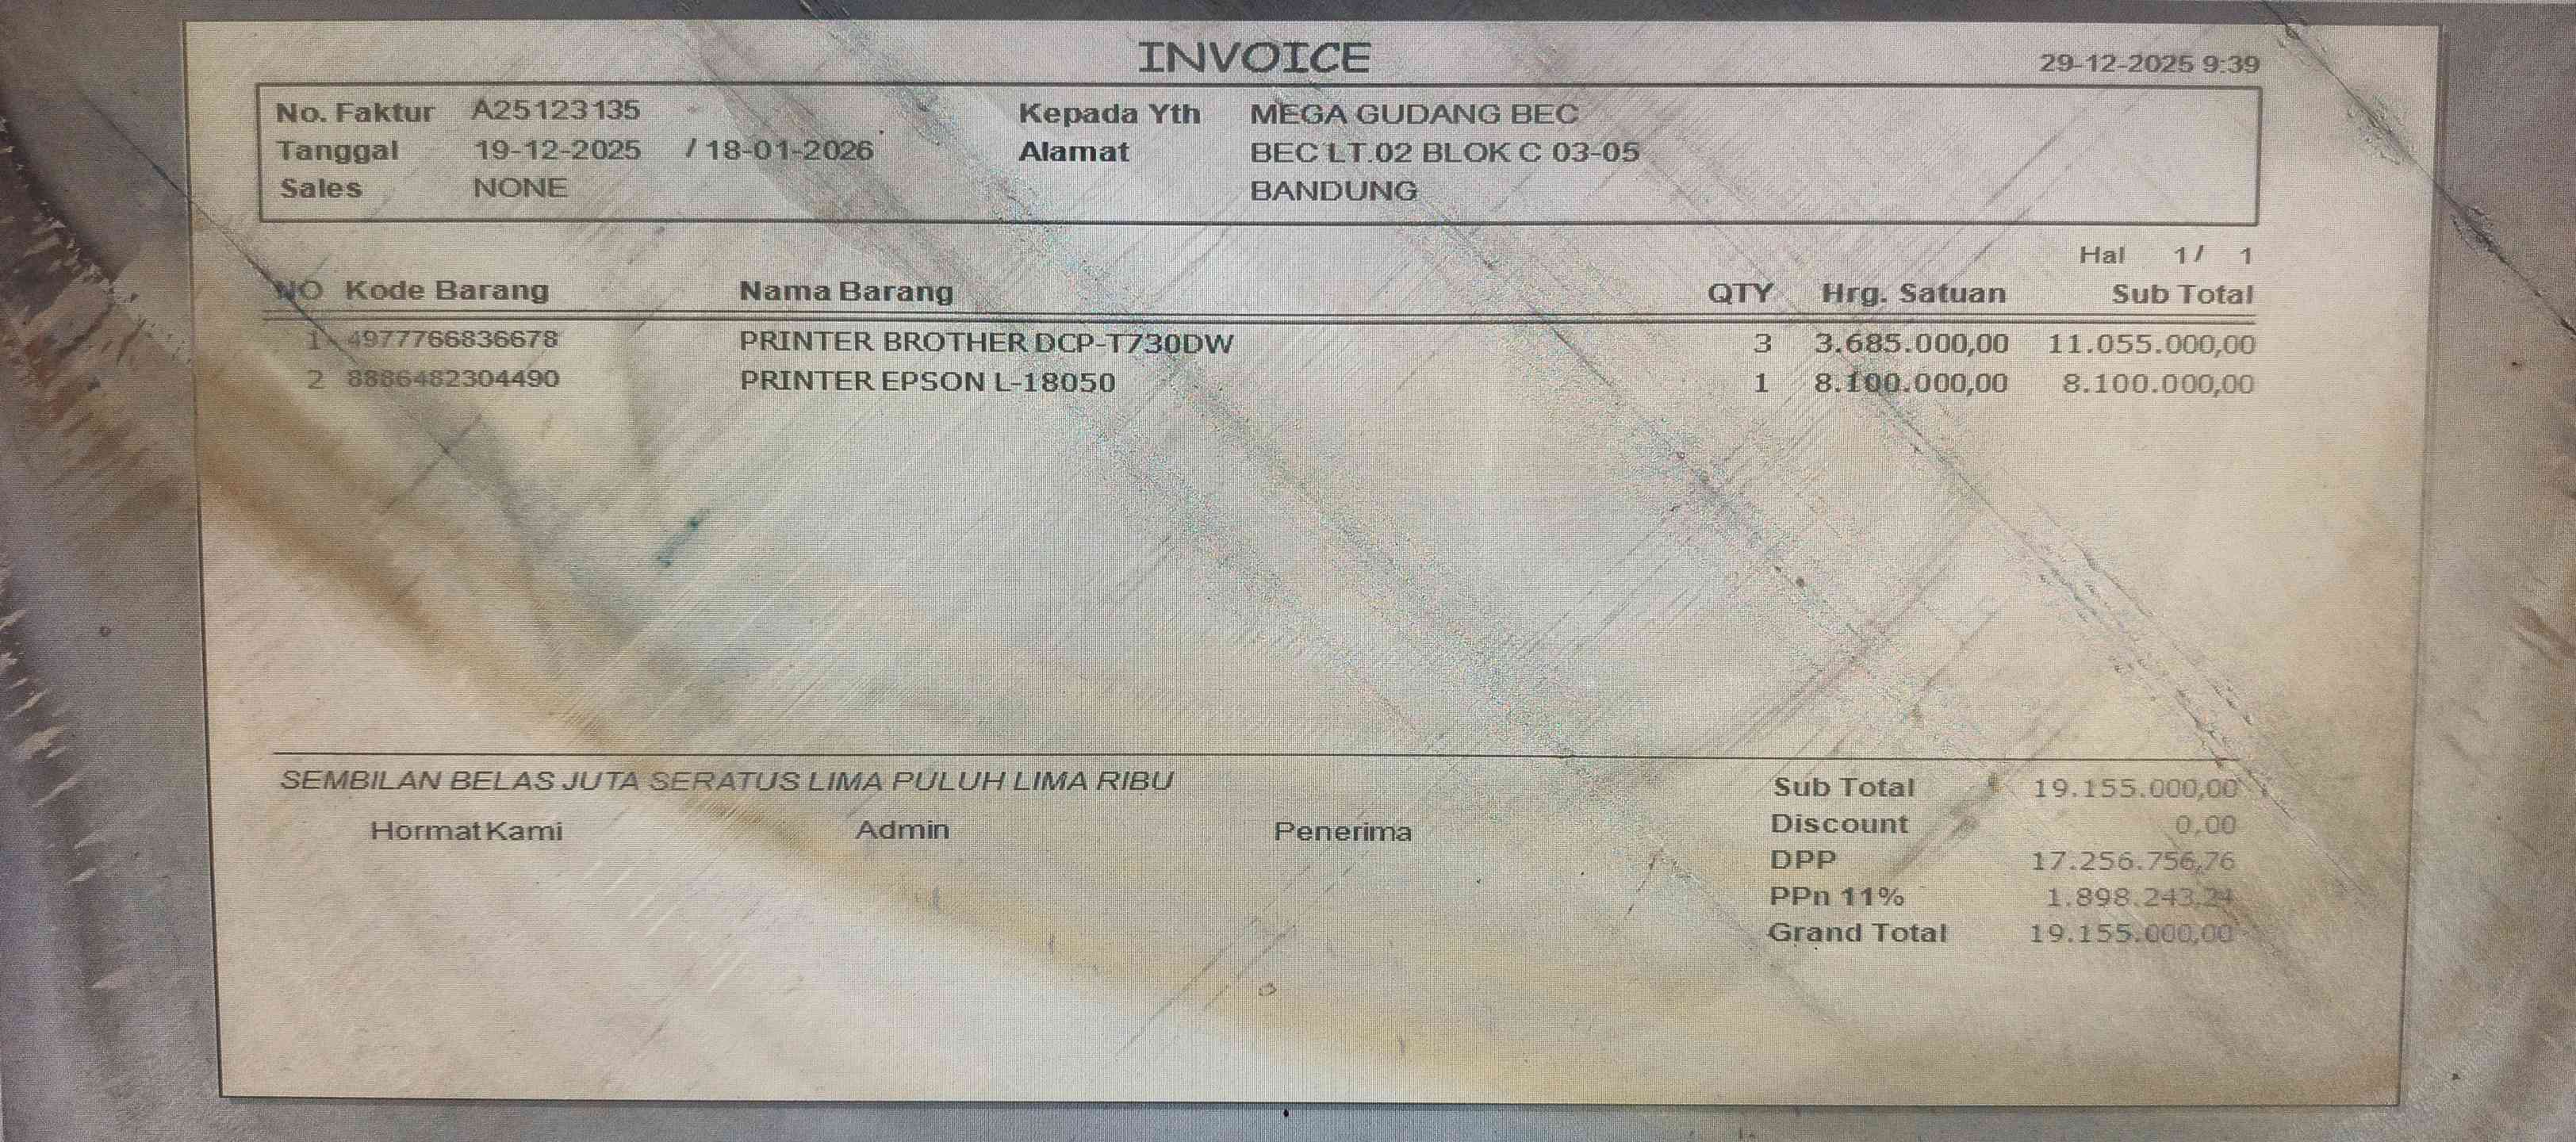 INVOICE
29-12-2025 9:39
No. Faktur A25123135 Kepada Yth MEGA GUDANG BEC
Tanggal 19-12-2025 / 18-01-2026 Alamat BEC LT.02 BLOK C 03-05
Sales NONE BANDUNG
Hal 1/ 1
NO Kode Barang Nama Barang QTY Hrg. Satuan Sub Total
1 4977766836678 PRINTER BROTHER DCP-T730DW 3 3.685.000,00 11.055.000,00
2 8886482304490 PRINTER EPSON L-18050 1 8.100.000,00 8.100.000,00
SEMBILAN BELAS JUTA SERATUS LIMA PULUH LIMA RIBU Sub Total 19.155.000,00
Hormat Kami Admin Penerima Discount 0,00
DPP 17.256.756,76
PPn 11% 1.898.243,24
Grand Total 19.155.000,00